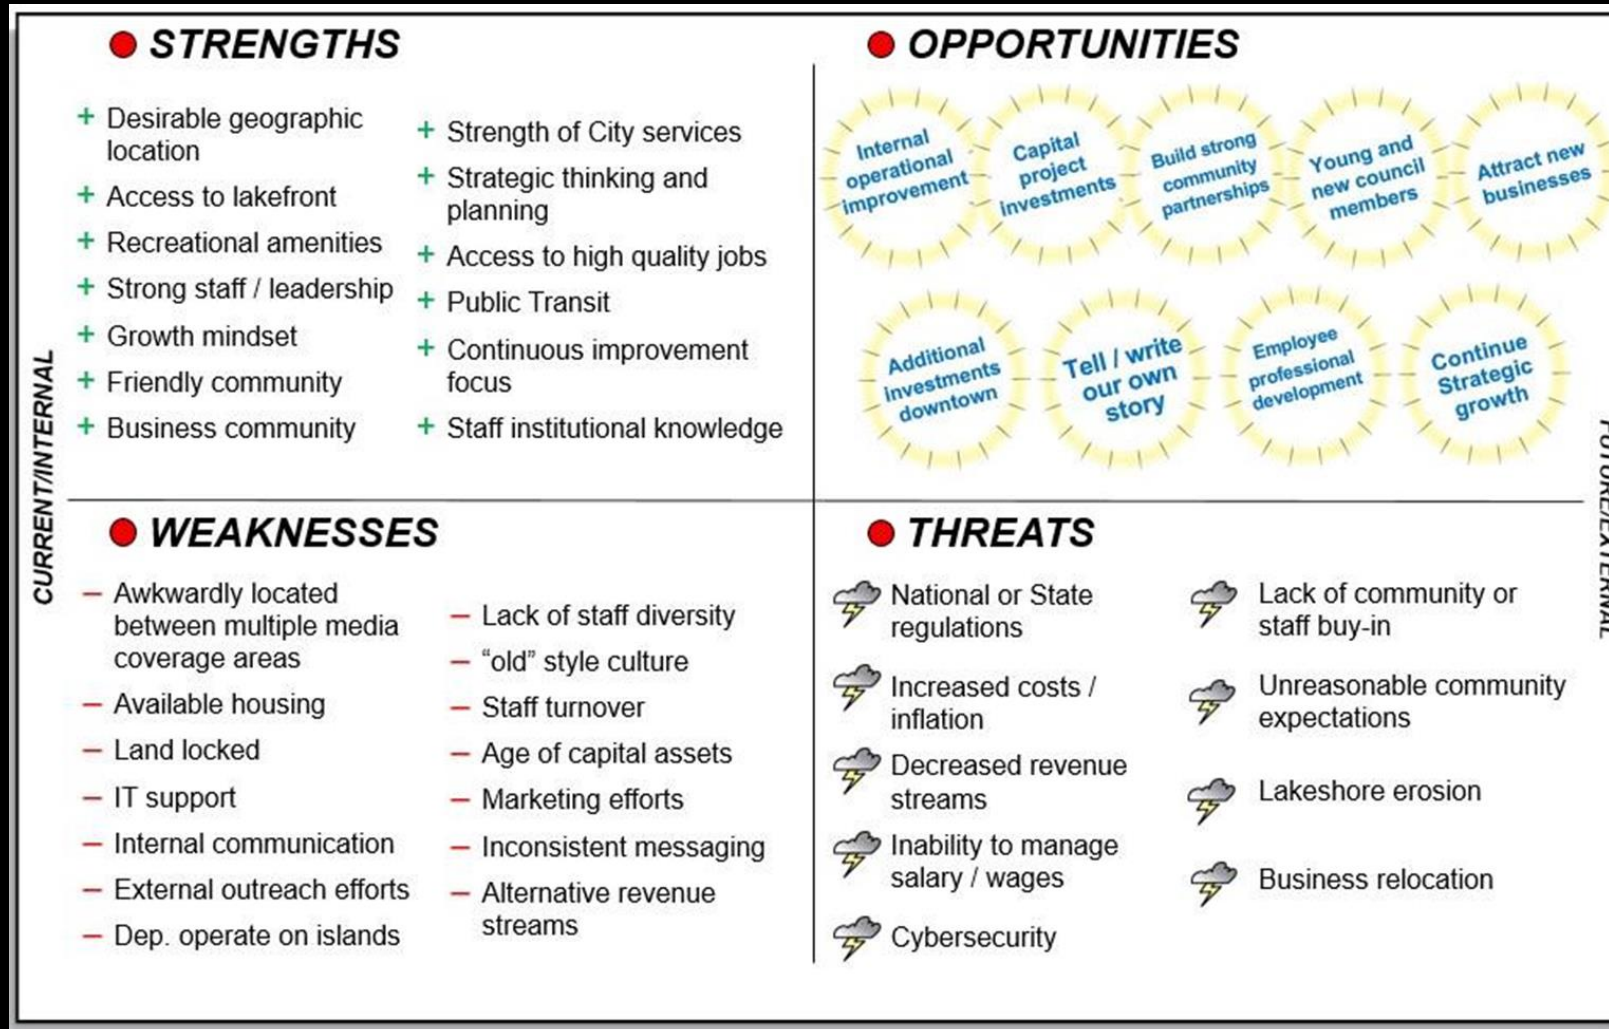 STRENGTHS
+ Desirable geographic
location
+ Access to lakefront
+ Recreational amenities
+ Strong staff / leadership
+ Growth mindset
+ Friendly community
+ Business community
+ Strength of City services
+ Strategic thinking and
planning
+ Access to high quality jobs
+ Public Transit
+ Continuous improvement
focus
+ Staff institutional knowledge
OPPORTUNITIES
Internal
operational
improvement
Capital
project
investments
Build strong
community
partnerships
Young and
new council
members
Attract new
businesses
Additional
investments
downtown
Tell / write
our own
story
Employee
professional
development
Continue
Strategic
growth
CURRENT/INTERNAL
FUTURE/EXTERNAL
WEAKNESSES
– Awkwardly located
between multiple media
coverage areas
– Available housing
– Land locked
– IT support
– Internal communication
– External outreach efforts
– Dep. operate on islands
– Lack of staff diversity
– “old” style culture
– Staff turnover
– Age of capital assets
– Marketing efforts
– Inconsistent messaging
– Alternative revenue
streams
THREATS
National or State
regulations
Increased costs /
inflation
Decreased revenue
streams
Inability to manage
salary / wages
Cybersecurity
Lack of community or
staff buy-in
Unreasonable community
expectations
Lakeshore erosion
Business relocation